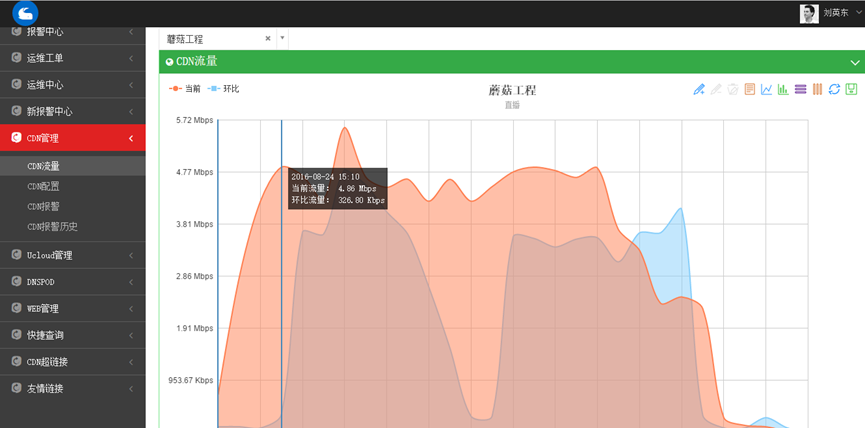 刘英东
报警中心
运维工单
运维中心
新报警中心
CDN管理
CDN流量
CDN配置
CDN报警
CDN报警历史
Ucloud管理
DNSPOD
WEB管理
快捷查询
CDN超链接
友情链接
蘑菇工程
CDN流量
当前 环比
蘑菇工程
直播
5.72 Mbps
4.77 Mbps
3.81 Mbps
2.86 Mbps
1.91 Mbps
953.67 Kbps
2016-08-24 15:10
当前流量: 4.86 Mbps
环比流量: 326.80 Kbps